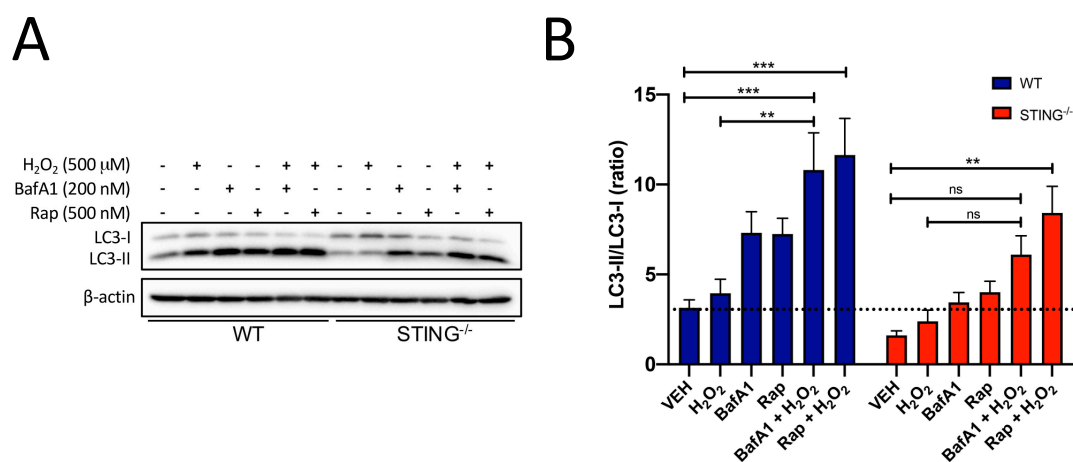 A
H₂O₂ (500 µM) - + - - + + - + - - + +
BafA1 (200 nM) - - + - + - - - + - + -
Rap (500 nM) - - - + - + - - - + - +
LC3-I
LC3-II
β-actin
WT STING-/-
B
LC3-II/LC3-I (ratio)
15
10
5
0
***
***
**
**
ns
ns
WT
STING-/-
VEH
H₂O₂
BafA1
Rap
BafA1 + H₂O₂
Rap + H₂O₂
VEH
H₂O₂
BafA1
Rap
BafA1 + H₂O₂
Rap + H₂O₂